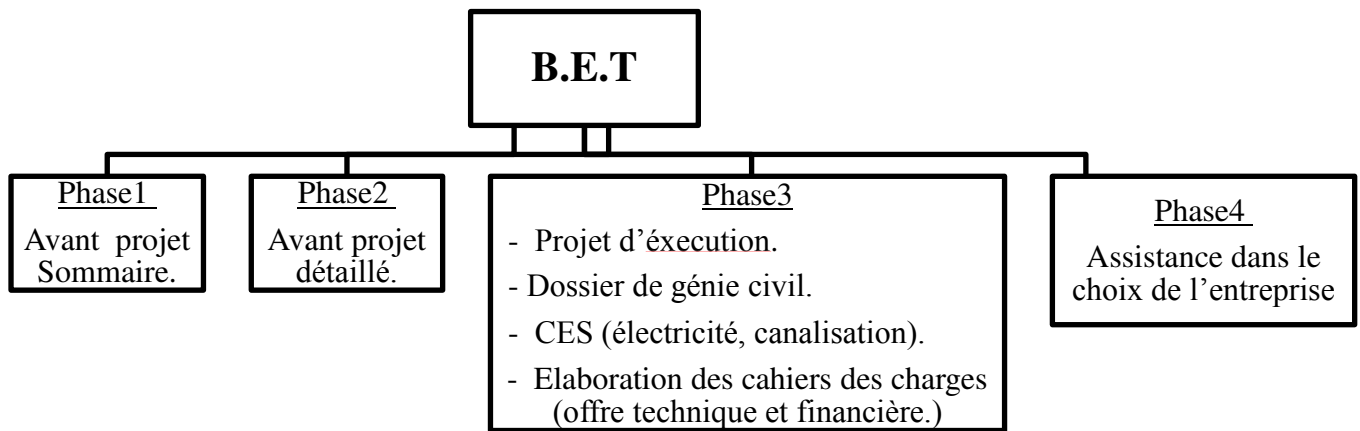 B.E.T
Phase1
Avant projet
Sommaire.
Phase2
Avant projet
détaillé.
Phase3
- Projet d’éxecution.
- Dossier de génie civil.
- CES (électricité, canalisation).
- Elaboration des cahiers des charges
(offre technique et financière.)
Phase4
Assistance dans le
choix de l’entreprise